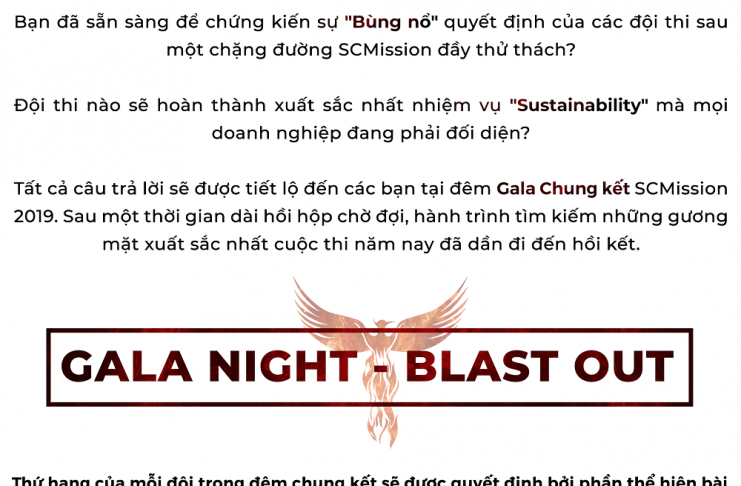 Bạn đã sẵn sàng để chứng kiến sự "Bùng nổ" quyết định của các đội thi sau
một chặng đường SCMission đầy thử thách?
Đội thi nào sẽ hoàn thành xuất sắc nhất nhiệm vụ "Sustainability" mà mọi
doanh nghiệp đang phải đối diện?
Tất cả câu trả lời sẽ được tiết lộ đến các bạn tại đêm Gala Chung kết SCMission
2019. Sau một thời gian dài hồi hộp chờ đợi, hành trình tìm kiếm những gương
mặt xuất sắc nhất cuộc thi năm nay đã dần đi đến hồi kết.
GALA NIGHT - BLAST OUT
Thứ hạng của mỗi đội trong đêm chung kết sẽ được quyết định bởi phần thể hiện bài